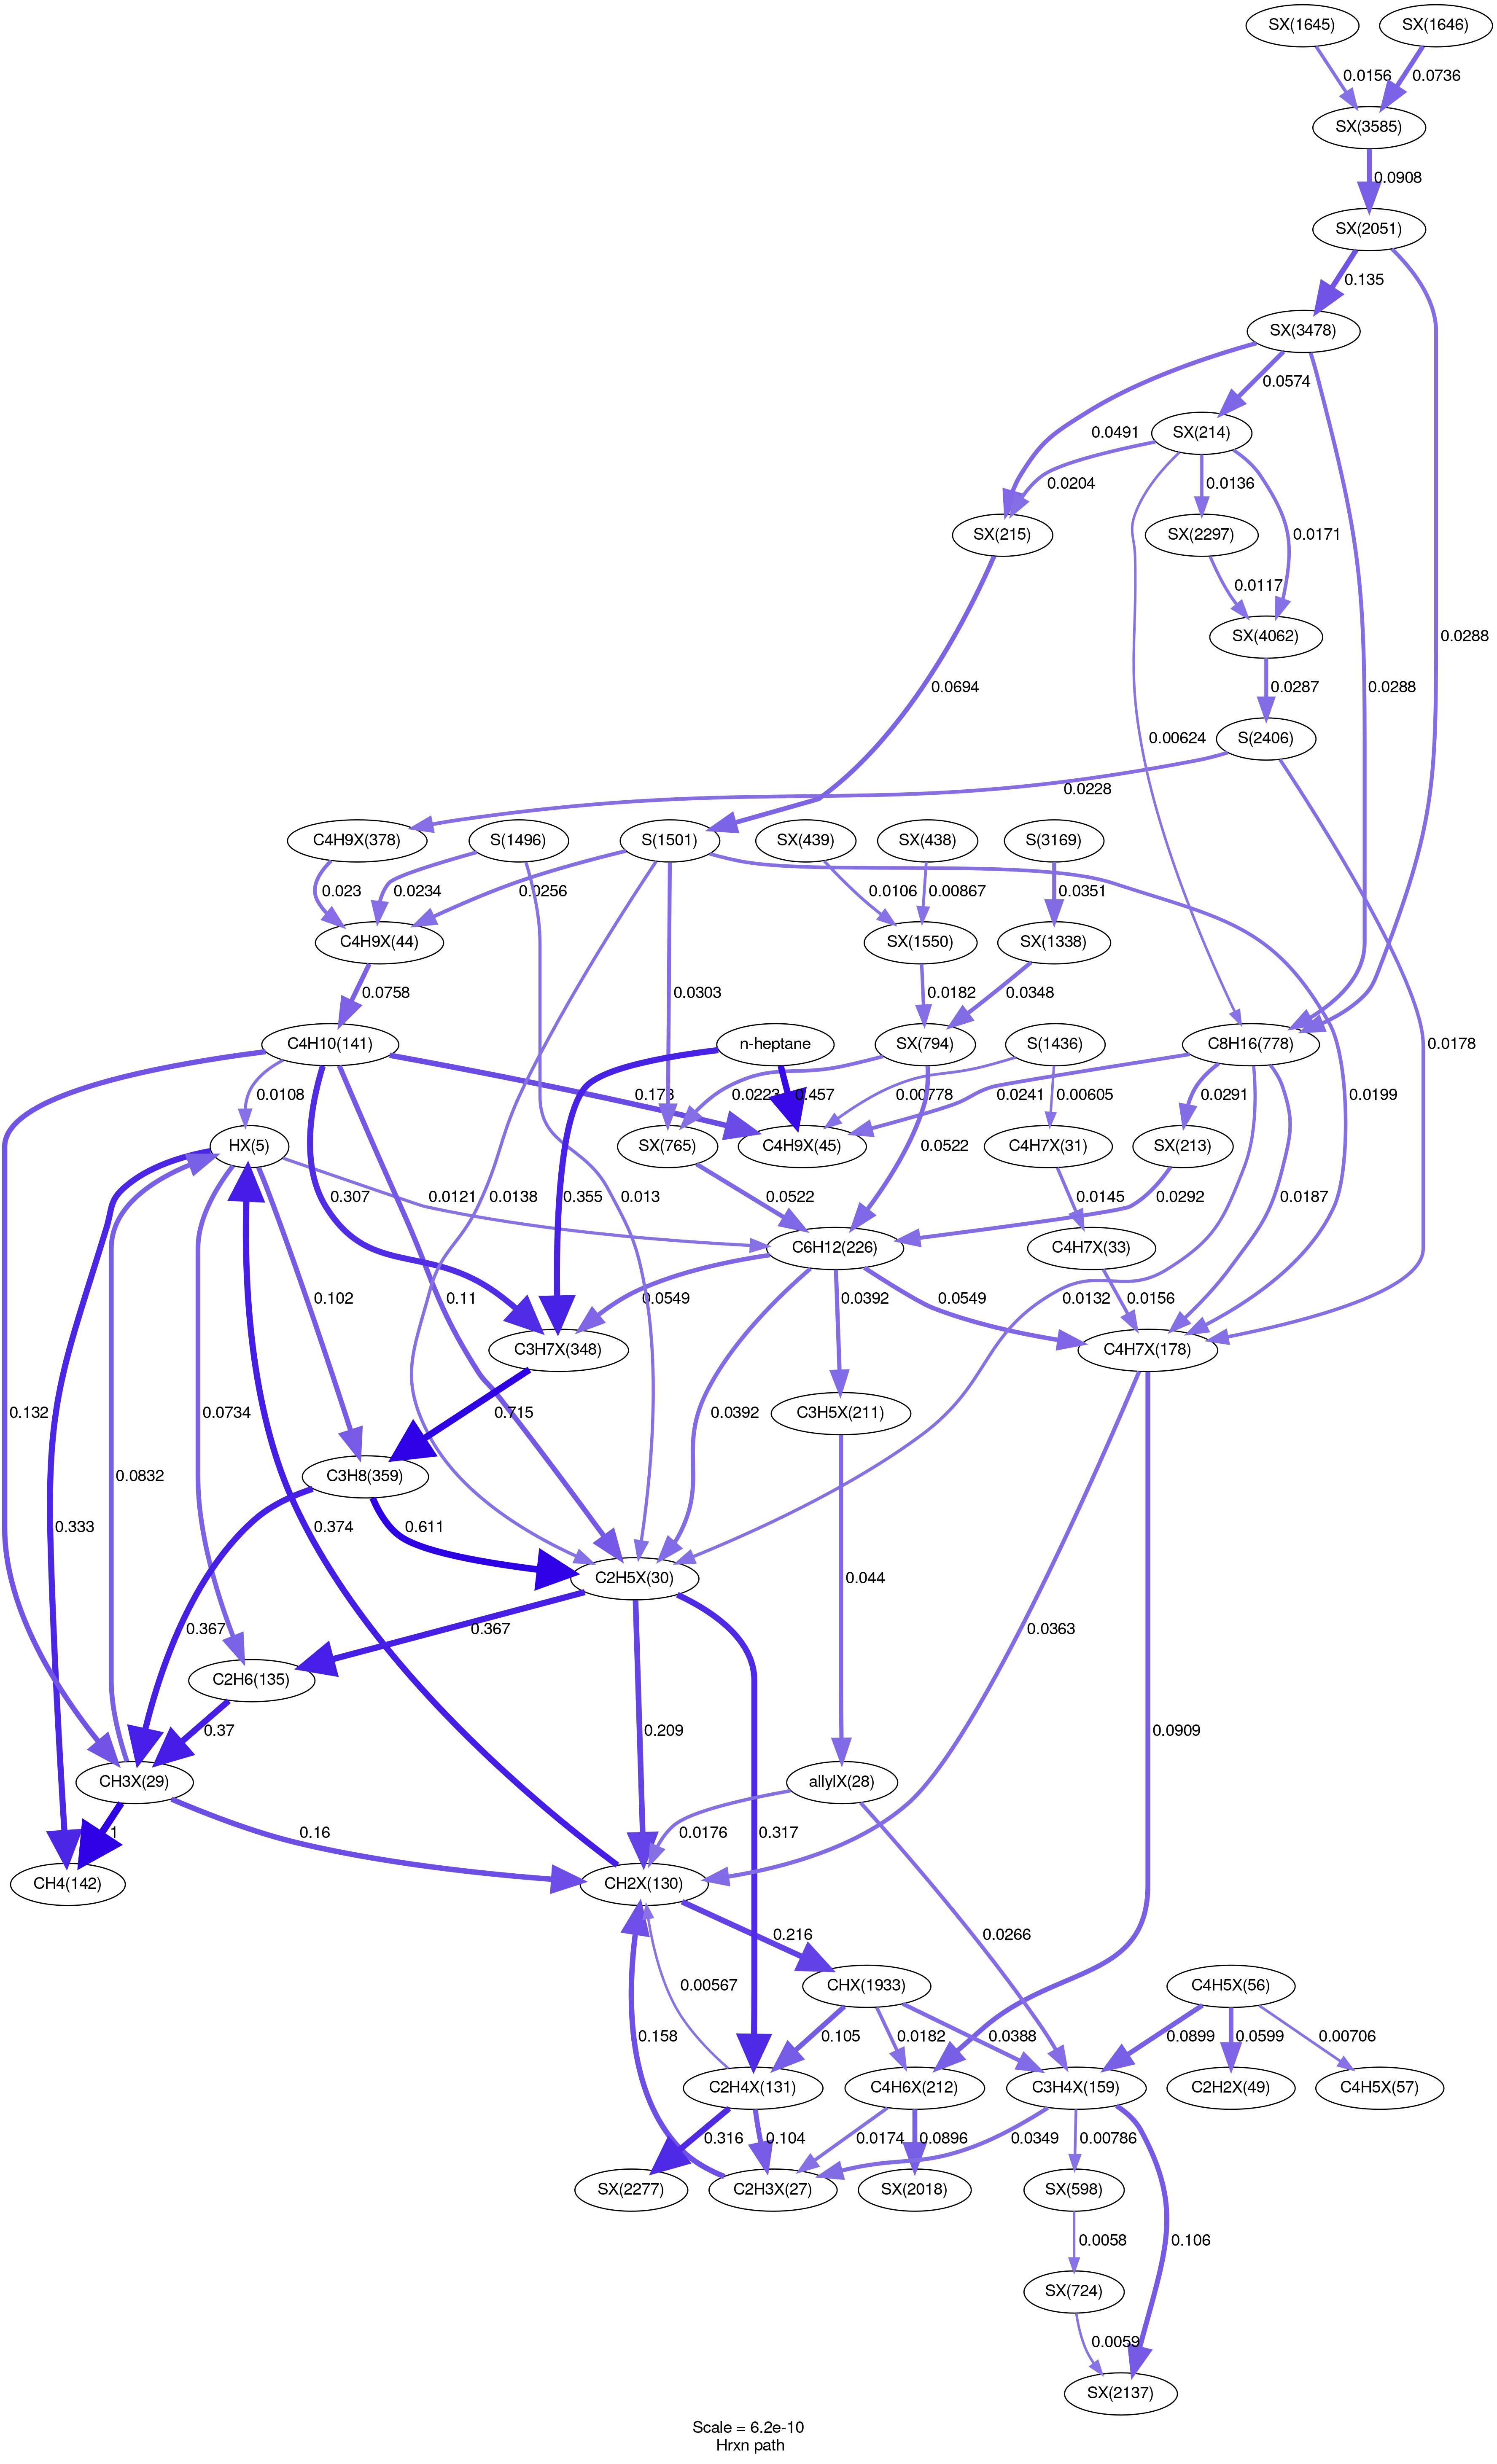 SX(1645)
SX(1646)
0.0156
0.0736
SX(3585)
0.0908
SX(2051)
0.135
SX(3478)
0.0574
0.0491
SX(214)
0.0204
0.0136
0.0171
SX(215)
SX(2297)
0.0117
SX(4062)
0.0288
0.0288
0.0694
0.0287
0.00624
S(2406)
0.0228
C4H9X(378)
S(1496)
S(1501)
SX(439)
SX(438)
S(3169)
0.023
0.0234
0.0256
0.0106
0.00867
0.0351
C4H9X(44)
SX(1550)
SX(1338)
0.0758
0.0303
0.0182
0.0348
C4H10(141)
n-heptane
SX(794)
S(1436)
C8H16(778)
0.0178
0.0199
0.0108
0.173
0.457
0.0223
0.00778
0.0241
0.00605
0.0291
HX(5)
SX(765)
C4H9X(45)
C4H7X(31)
SX(213)
0.0522
0.307
0.0121
0.0138
0.013
0.355
0.0522
0.0145
0.0292
0.0187
C6H12(226)
C4H7X(33)
0.102
0.11
0.0549
0.0392
0.0549
0.0132
0.0156
C3H7X(348)
C4H7X(178)
0.132
0.0734
0.715
0.0392
C3H5X(211)
C3H8(359)
0.0832
0.333
0.374
0.611
0.044
C2H5X(30)
0.367
0.367
0.0363
C2H6(135)
0.37
0.209
0.0909
CH3X(29)
allylX(28)
1
0.16
0.0176
0.317
CH4(142)
CH2X(130)
0.216
0.0266
CHX(1933)
C4H5X(56)
0.00567
0.158
0.105
0.0182
0.0388
0.0899
0.0599
0.00706
C2H4X(131)
C4H6X(212)
C3H4X(159)
C2H2X(49)
C4H5X(57)
0.316
0.104
0.0174
0.0896
0.0349
0.00786
SX(2277)
C2H3X(27)
SX(2018)
SX(598)
0.0058
0.106
SX(724)
0.0059
SX(2137)
Scale = 6.2e-10
Hrxn path